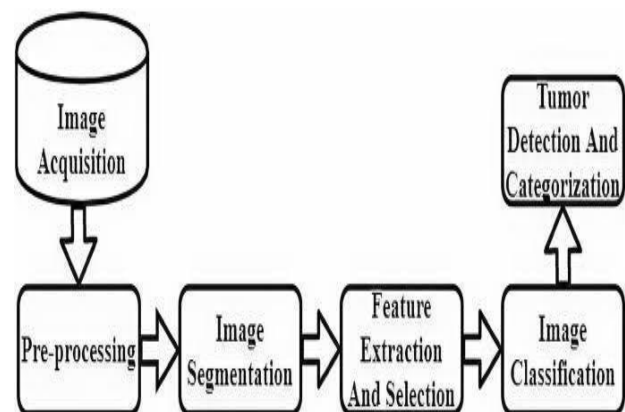 Image
Acquisition
Pre-processing
Image
Segmentation
Feature
Extraction
And Selection
Image
Classification
Tumor
Detection And
Categorization